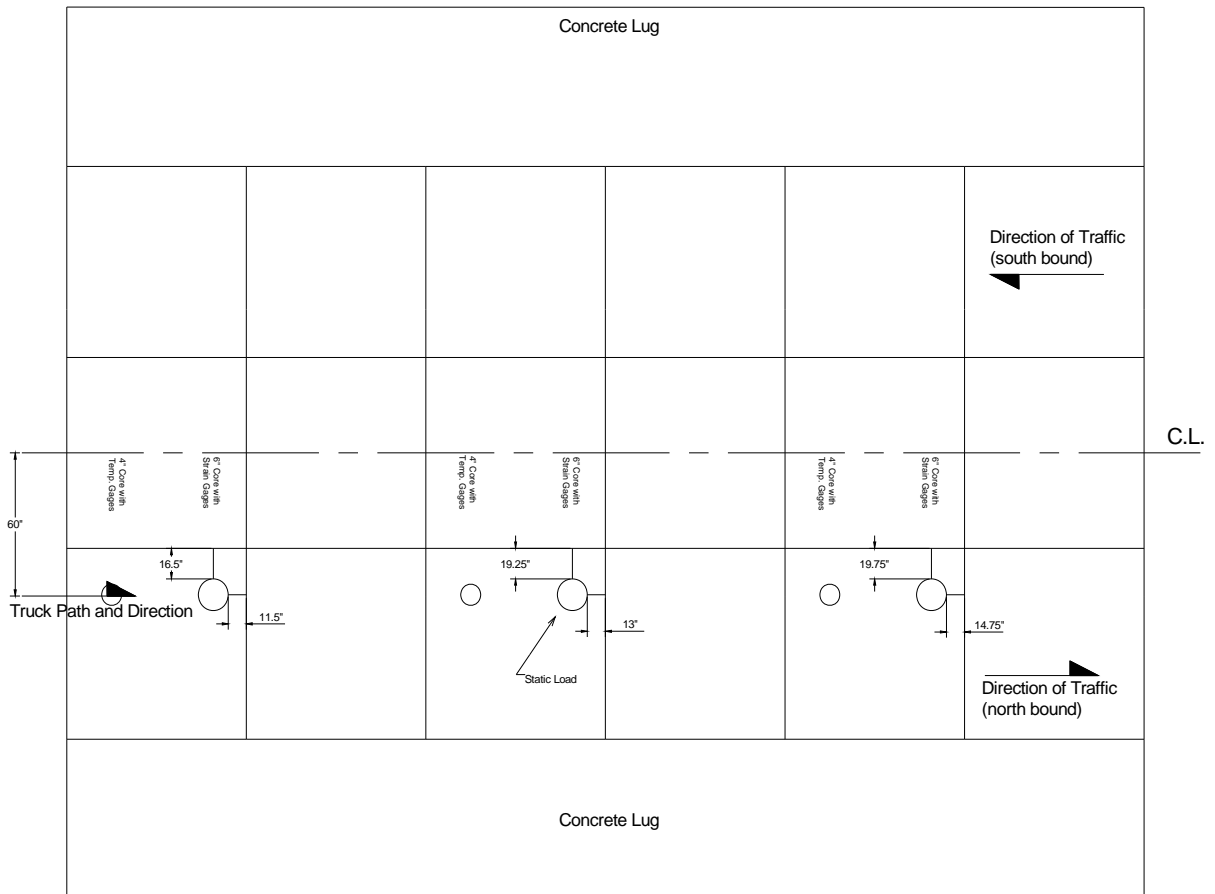 Concrete Lug
Direction of Traffic
(south bound)
C.L.
4" Core with
Temp. Gages
6" Core with
Strain Gages
4" Core with
Temp. Gages
6" Core with
Strain Gages
4" Core with
Temp. Gages
6" Core with
Strain Gages
60"
16.5"
19.25"
19.75"
Truck Path and Direction
11.5"
13"
14.75"
Static Load
Direction of Traffic
(north bound)
Concrete Lug